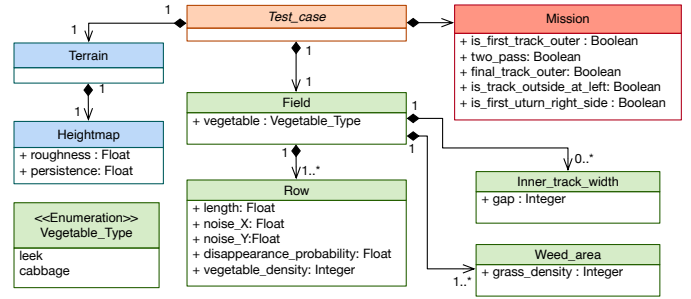 Test_case
1
1
1
1
Mission
+ is_first_track_outer : Boolean
+ two_pass: Boolean
+ final_track_outer: Boolean
+ is_track_outside_at_left: Boolean
+ is_first_uturn_right_side : Boolean
Terrain
1
1
Heightmap
+ roughness : Float
+ persistence: Float
Field
+ vegetable : Vegetable_Type
1
1
1
0..*
1..*
1..*
Row
+ length: Float
+ noise_X: Float
+ noise_Y:Float
+ disappearance_probability: Float
+ vegetable_density: Integer
Inner_track_width
+ gap : Integer
Weed_area
+ grass_density : Integer
<<Enumeration>>
Vegetable_Type
leek
cabbage